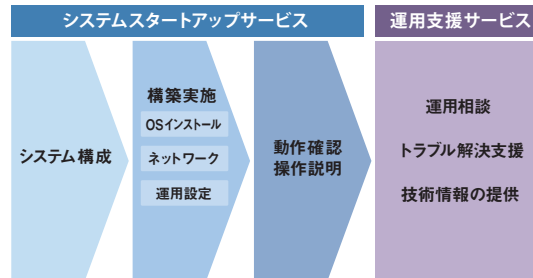 システムスタートアップサービス
運用支援サービス
システム構成
構築実施
OSインストール
ネットワーク
運用設定
動作確認
操作説明
運用相談
トラブル解決支援
技術情報の提供